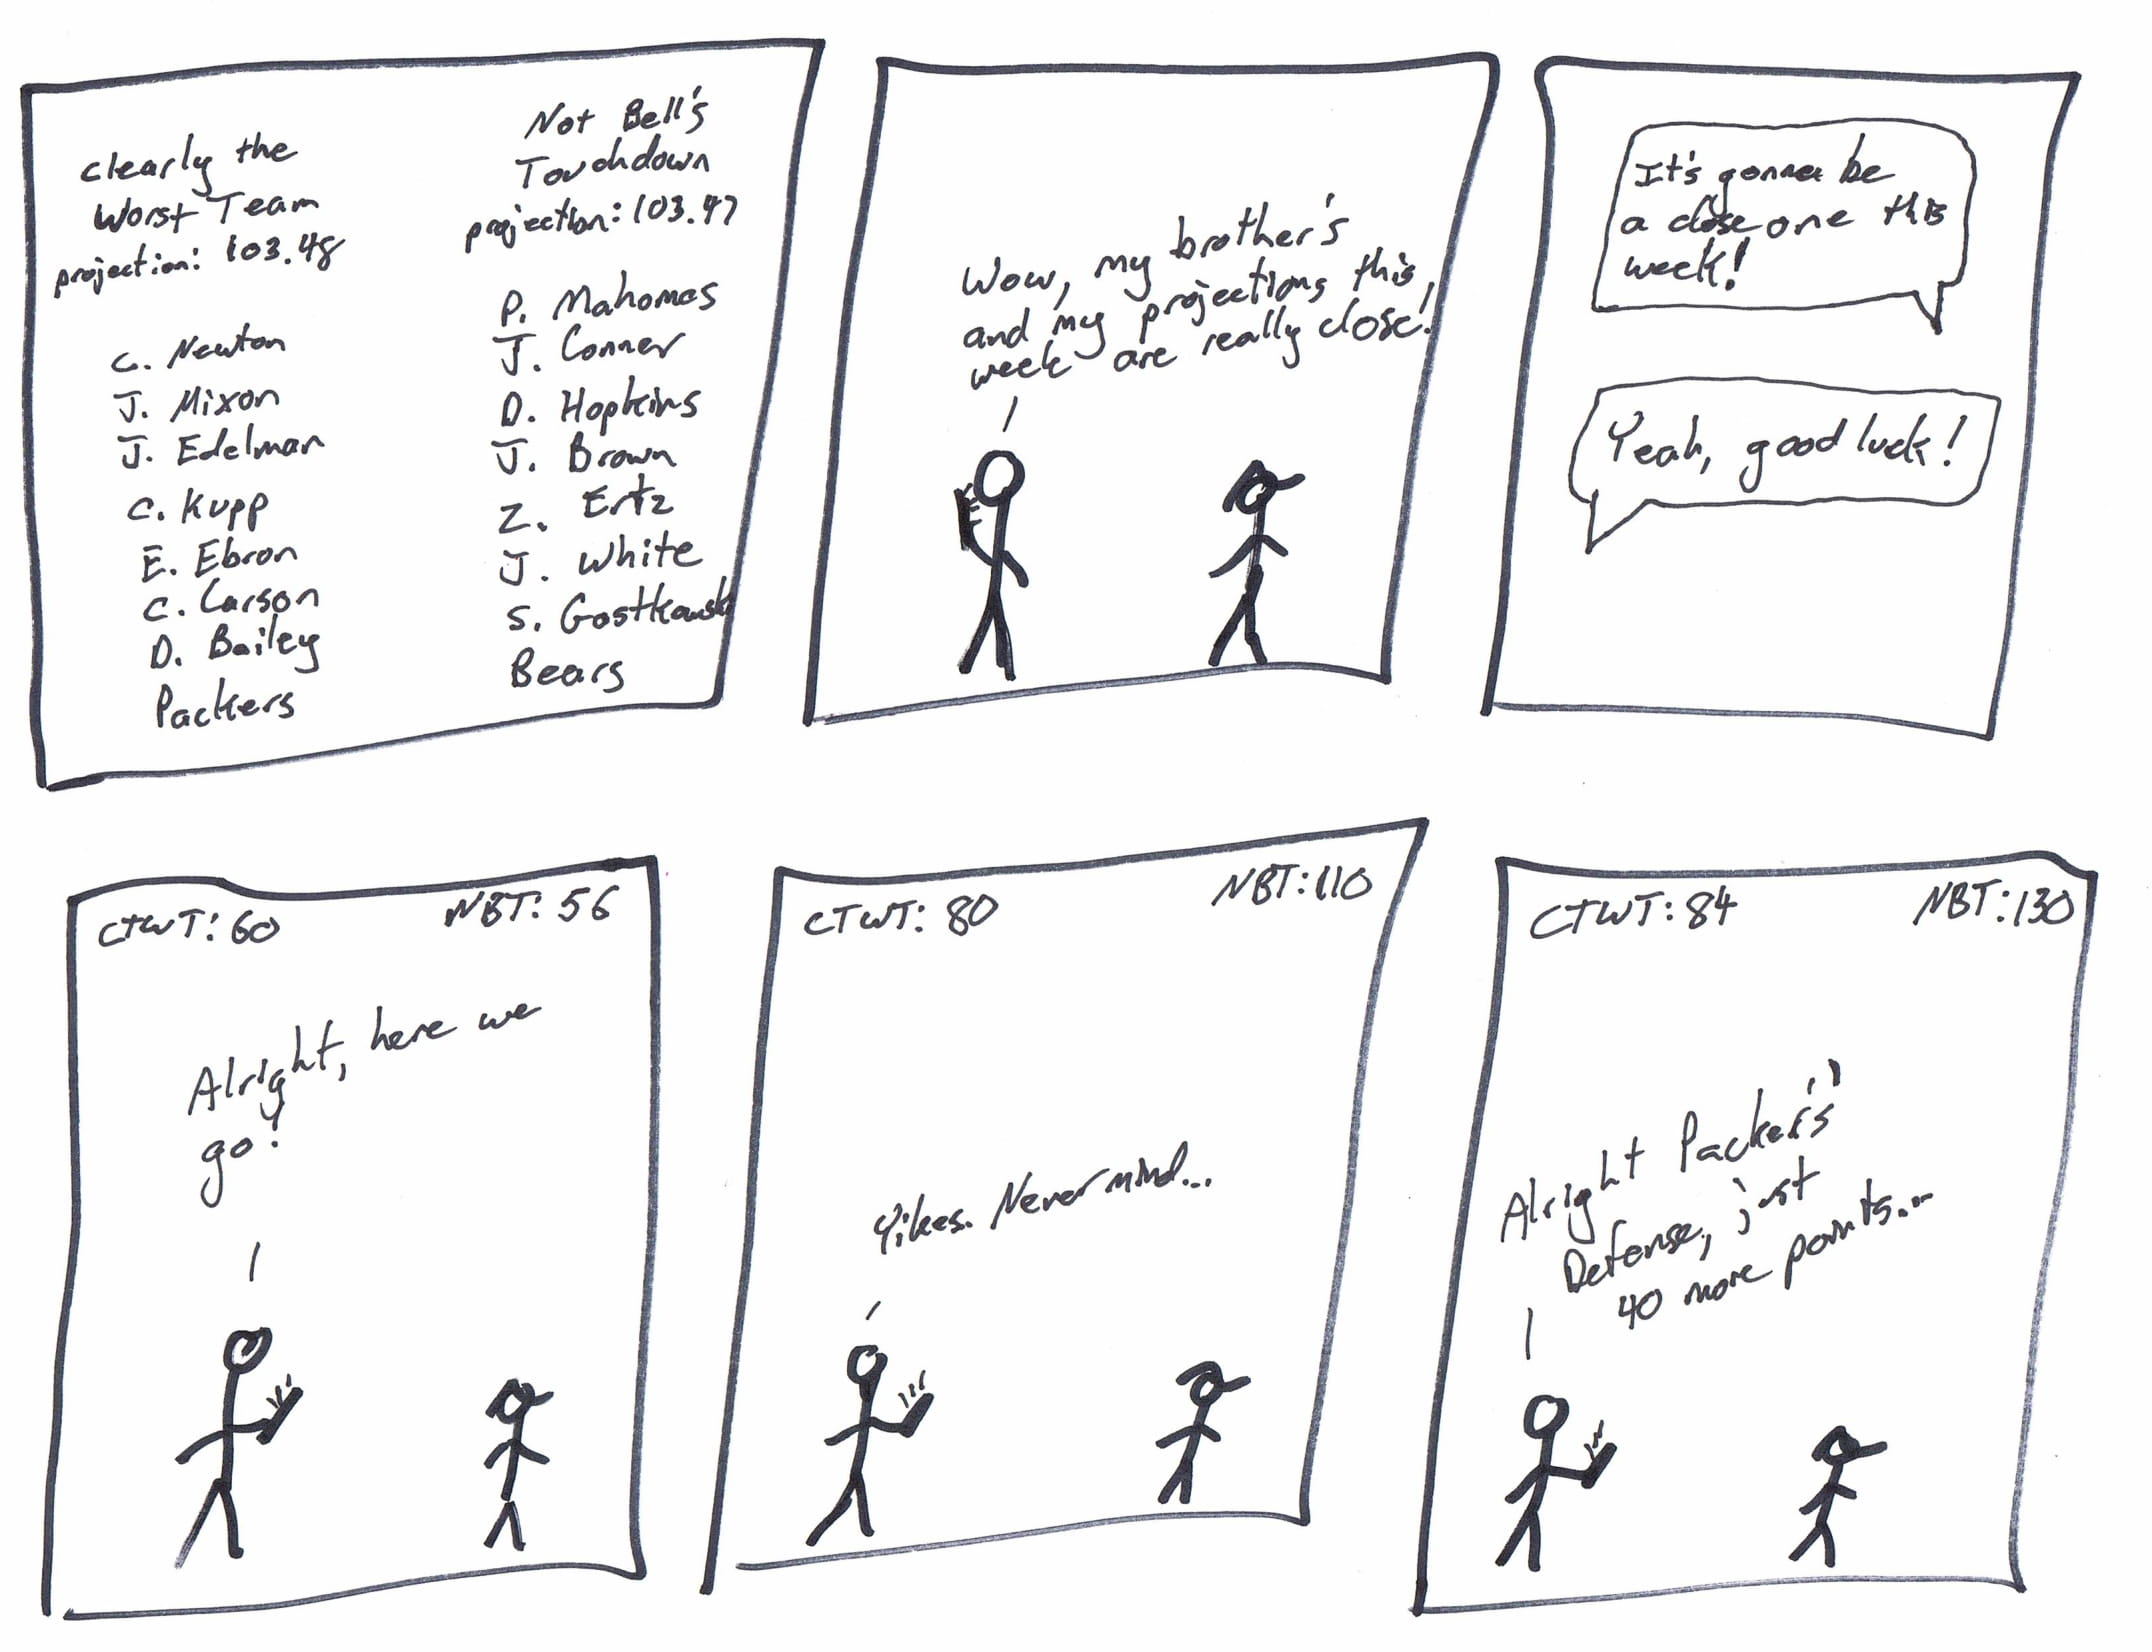 clearly the
Worst Team
projection: 103.48
C. Newton
J. Mixon
J. Edelman
C. Kupp
E. Ebron
C. Carson
D. Bailey
Packers
Not Bell's
Touchdown
projection: 103.47
P. Mahomes
J. Conner
D. Hopkins
J. Brown
Z. Ertz
J. White
S. Gostkowski
Bears
Wow, my brother's
and my projections this
week are really close!
It's gonna be
a close one this
week!
Yeah, good luck!
CTWT: 60
NBT: 56
Alright, here we
go!
CTWT: 80
NBT: 110
Yikes. Nevermind...
CTWT: 84
NBT: 130
Alright Packer's'
Defense, just
40 more points...